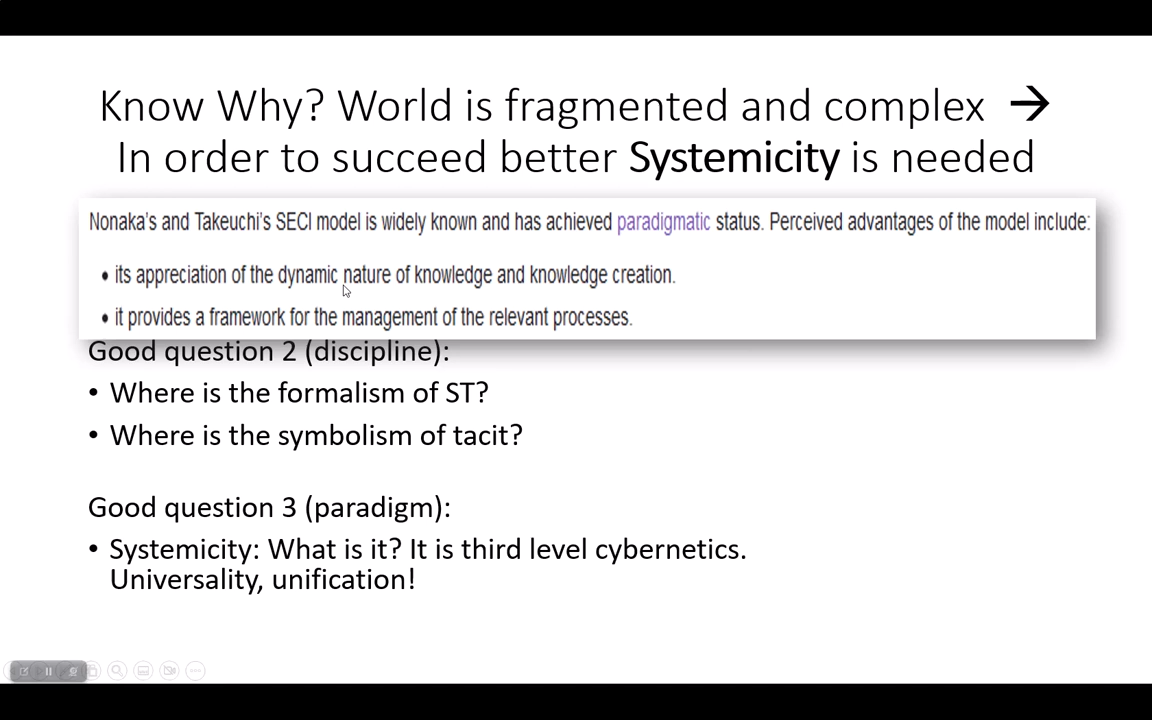 Know Why? World is fragmented and complex →
In order to succeed better Systemicity is needed
Nonaka's and Takeuchi's SECI model is widely known and has achieved paradigmatic status. Perceived advantages of the model include:
• its appreciation of the dynamic nature of knowledge and knowledge creation.
• it provides a framework for the management of the relevant processes.
Good question 2 (discipline):
• Where is the formalism of ST?
• Where is the symbolism of tacit?
Good question 3 (paradigm):
• Systemicity: What is it? It is third level cybernetics.
Universality, unification!